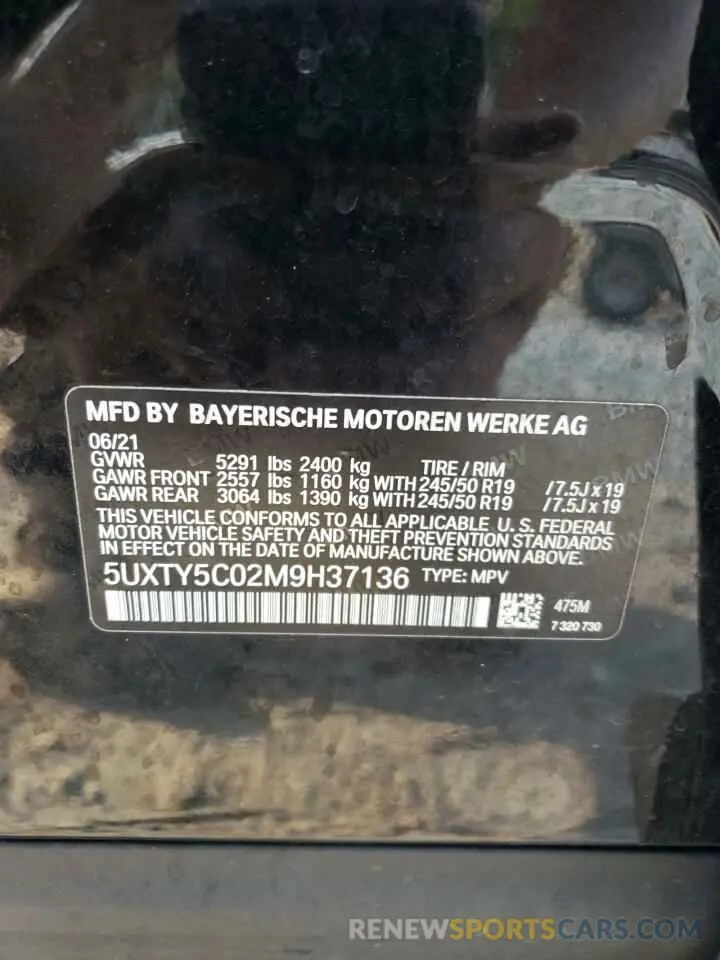 MFD BY BAYERISCHE MOTOREN WERKE AG
06/21
GVWR 5291 lbs 2400 kg TIRE / RIM
GAWR FRONT 2557 lbs 1160 kg WITH 245/50 R19 /7.5J x 19
GAWR REAR 3064 lbs 1390 kg WITH 245/50 R19 /7.5J x 19
THIS VEHICLE CONFORMS TO ALL APPLICABLE U. S. FEDERAL
MOTOR VEHICLE SAFETY AND THEFT PREVENTION STANDARDS
IN EFFECT ON THE DATE OF MANUFACTURE SHOWN ABOVE.
5UXTY5C02M9H37136 TYPE: MPV
475M
7 320 730
RENEWSPORTSCARS.COM